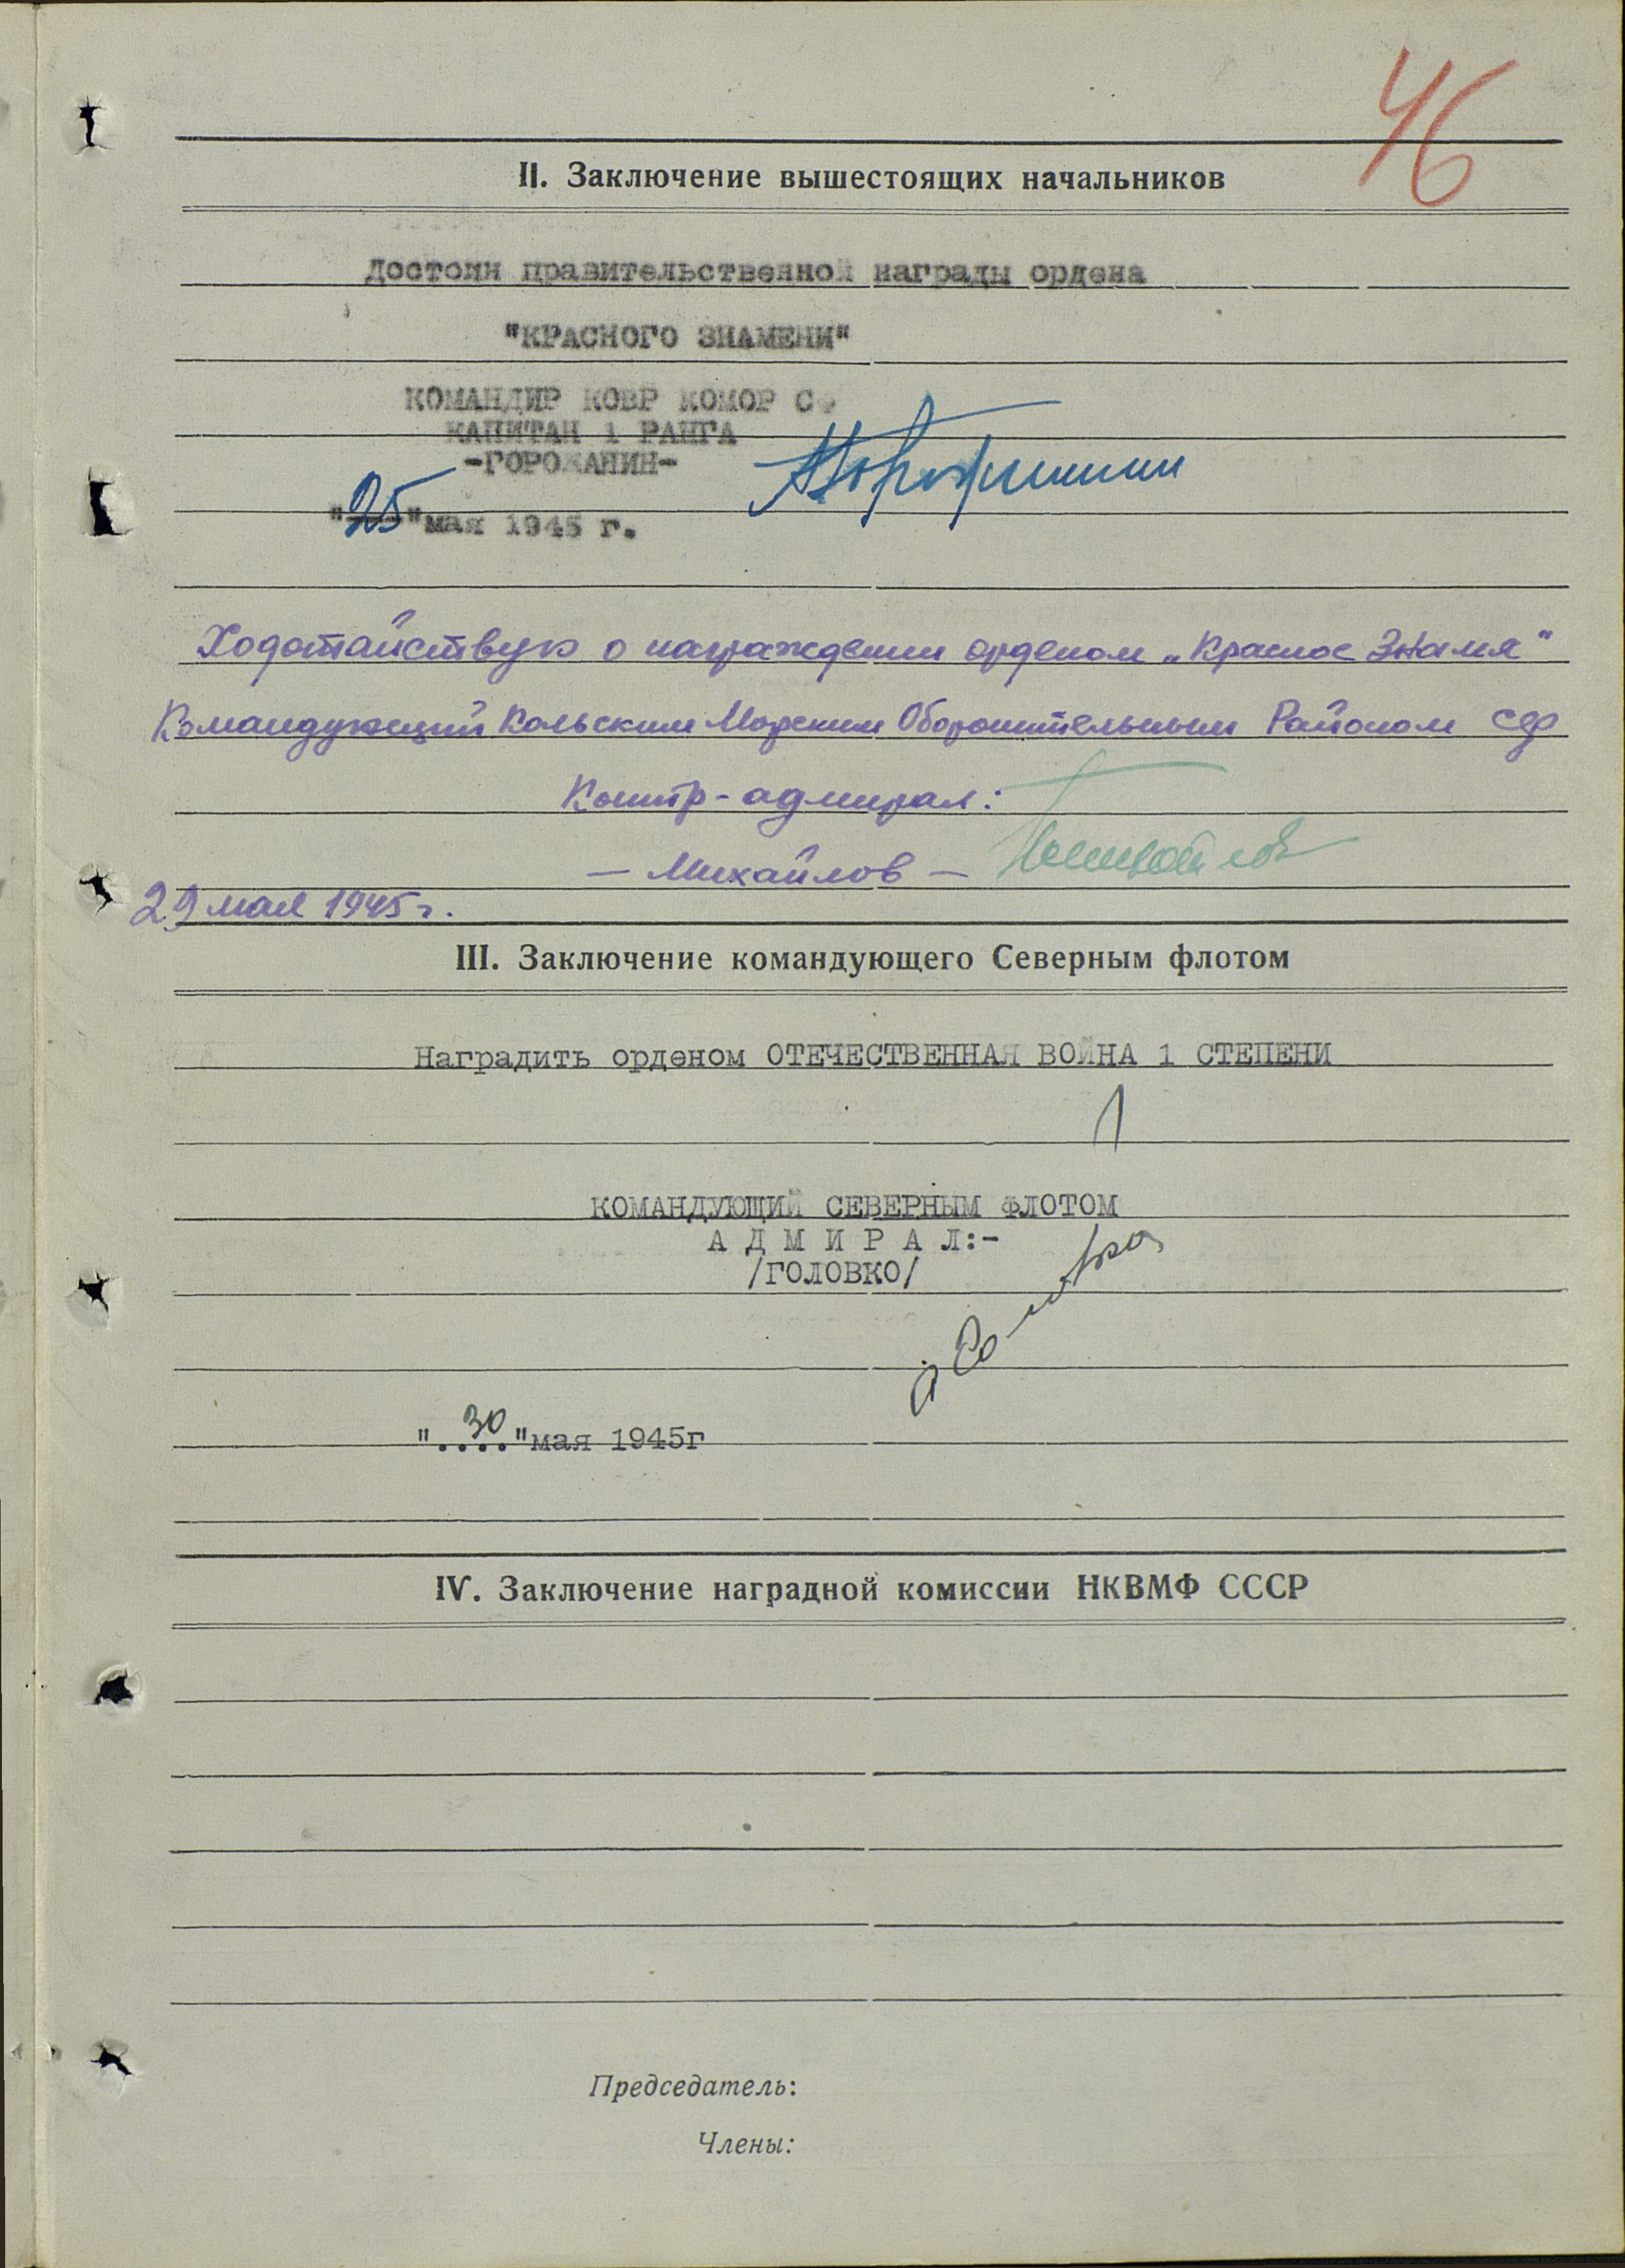 46
II. Заключение вышестоящих начальников
Достоин правительственной награды ордена
"КРАСНОГО ЗНАМЕНИ"
КОМАНДИР КОВР КОМОР СФ
КАПИТАН 1 РАНГА
-ГОРОЖАНИН-
"25" мая 1945 г.
Ходотайствую о награждении орденом „Красное Знамя"
Командующий Кольским Морским Оборонительным Районом СФ
Контр-адмирал:
— Михайлов —
29 мая 1945 г.
III. Заключение командующего Северным флотом
Наградить орденом ОТЕЧЕСТВЕННАЯ ВОЙНА 1 СТЕПЕНИ
КОМАНДУЮЩИЙ СЕВЕРНЫМ ФЛОТОМ
А Д М И Р А Л:-
/ГОЛОВКО/
"30...."мая 1945г
IV. Заключение наградной комиссии НКВМФ СССР
Председатель:
Члены: